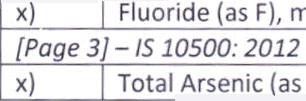 x) Fluoride (as F), m
[Page 3] – IS 10500: 2012
x) Total Arsenic (as